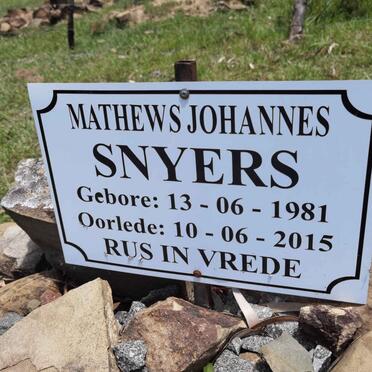 MATHEWS JOHANNES
SNYERS
Gebore: 13 - 06 - 1981
Oorlede: 10 - 06 - 2015
RUS IN VREDE